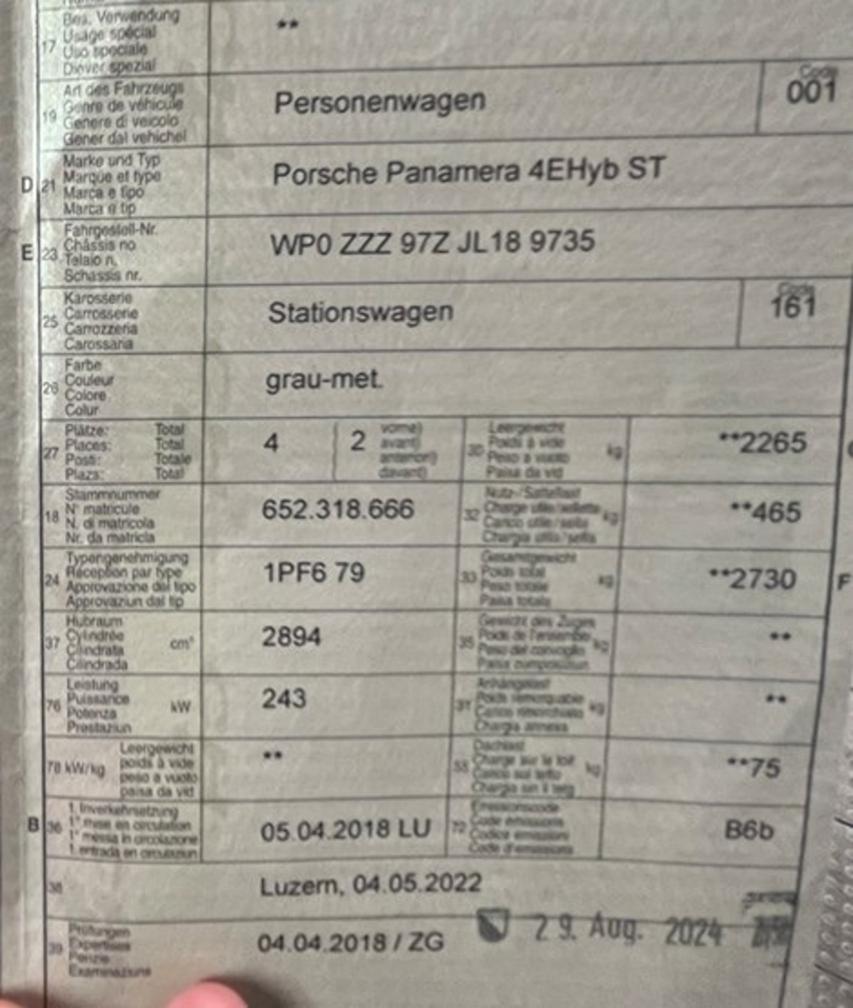 17 Bes. Verwendung
Usage spécial
Uso speciale
Diever spezial
**
19 Art des Fahrzeugs
Genre de véhicule
Genere di veicolo
Gener dal vehichel
Personenwagen
Code
001
D 21 Marke und Typ
Marque et type
Marca e tipo
Marca e tip
Porsche Panamera 4EHyb ST
E 23 Fahrgestell-Nr.
Châssis no
Telaio n.
Schassis nr.
WP0 ZZZ 97Z JL18 9735
25 Karosserie
Carrosserie
Carrozzeria
Carossaria
Stationswagen
Code
161
26 Farbe
Couleur
Colore
Colur
grau-met.
27 Plätze: Total
Places: Total
Posti: Totale
Plazs: Total
4
2
vorne)
avant)
anteriori)
davant)
30 Leergewicht
Poids à vide
Peso a vuoto
Paisa da vid
kg
**2265
18 Stammnummer
N° matricule
N. di matricola
Nr. da matricla
652.318.666
32 Nutz-/Sattellast
Charge utile/sellette
Carico utile/sella
Chargia utila/sella
kg
**465
24 Typengenehmigung
Réception par type
Approvazione del tipo
Approvaziun dal tip
1PF6 79
33 Gesamtgewicht
Poids total
Peso totale
Paisa totala
kg
**2730
F
37 Hubraum
Cylindrée
Cilindrata
Cilindrada
cm³
2894
35 Gewicht des Zuges
Poids de l'ensemble
Peso del convoglio
Paisa cumposiziun
kg
**
76 Leistung
Puissance
Potenza
Prestaziun
kW
243
31 Anhängelast
Poids remorquable
Carico rimorchiato
Chargia annexa
kg
**
78 kW/kg
Leergewicht
poids à vide
peso a vuoto
paisa da vid
**
55 Dachlast
Charge sur le toit
Carico sul tetto
Chargia sin il tetg
kg
**75
B 36 1. Inverkehrsetzung
1re mise en circulation
1a messa in circolazione
1. entrada en circulaziun
05.04.2018 LU
72 Emissionscode
Code émissions
Codice emissioni
Code d'emissiuns
B6b
38
Luzern, 04.05.2022
39 Prüfungen
Expertises
Perizie
Examinaziuns
04.04.2018 / ZG
29. Aug. 2024